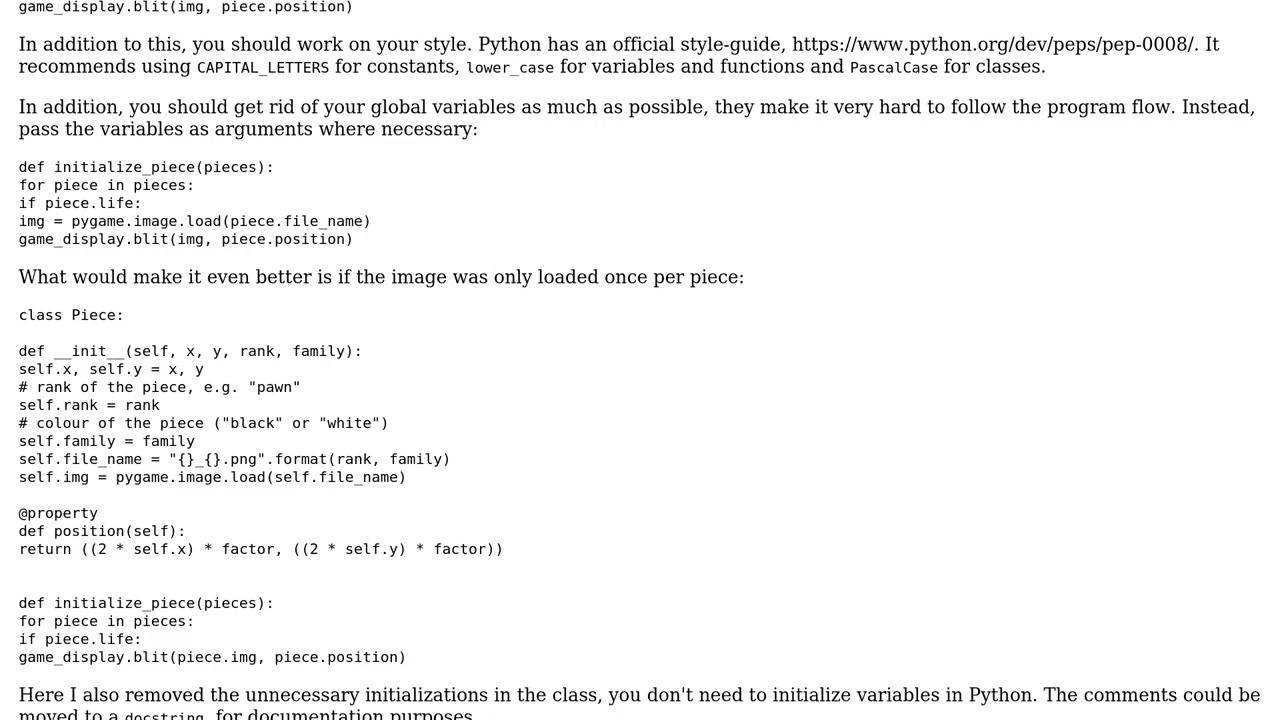 game_display.blit(img, piece.position)
In addition to this, you should work on your style. Python has an official style-guide, https://www.python.org/dev/peps/pep-0008/. It
recommends using CAPITAL_LETTERS for constants, lower_case for variables and functions and PascalCase for classes.
In addition, you should get rid of your global variables as much as possible, they make it very hard to follow the program flow. Instead,
pass the variables as arguments where necessary:
def initialize_piece(pieces):
for piece in pieces:
if piece.life:
img = pygame.image.load(piece.file_name)
game_display.blit(img, piece.position)
What would make it even better is if the image was only loaded once per piece:
class Piece:
def __init__(self, x, y, rank, family):
self.x, self.y = x, y
# rank of the piece, e.g. "pawn"
self.rank = rank
# colour of the piece ("black" or "white")
self.family = family
self.file_name = "{}_{}.png".format(rank, family)
self.img = pygame.image.load(self.file_name)
@property
def position(self):
return ((2 * self.x) * factor, ((2 * self.y) * factor))
def initialize_piece(pieces):
for piece in pieces:
if piece.life:
game_display.blit(piece.img, piece.position)
Here I also removed the unnecessary initializations in the class, you don't need to initialize variables in Python. The comments could be
moved to a docstring, for documentation purposes.